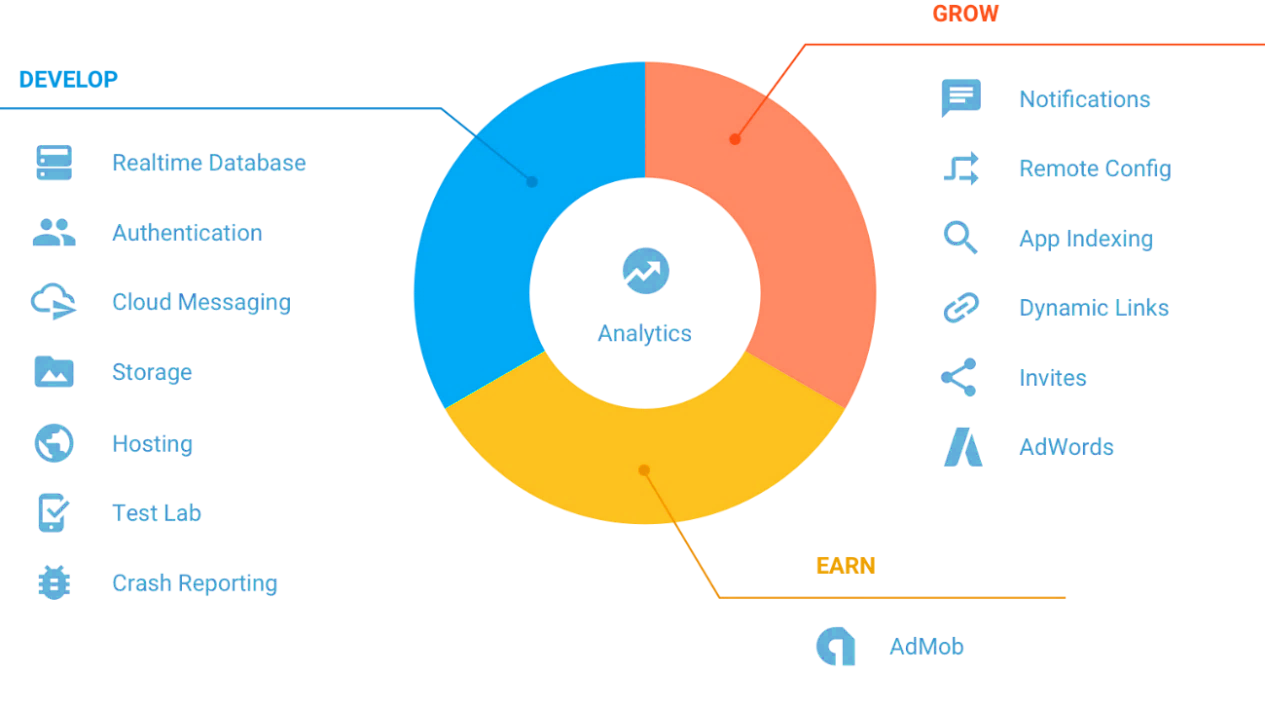 GROW
DEVELOP
Notifications
Realtime Database
Remote Config
Authentication
App Indexing
Cloud Messaging
Dynamic Links
Analytics
Storage
Invites
Hosting
AdWords
Test Lab
EARN
Crash Reporting
AdMob